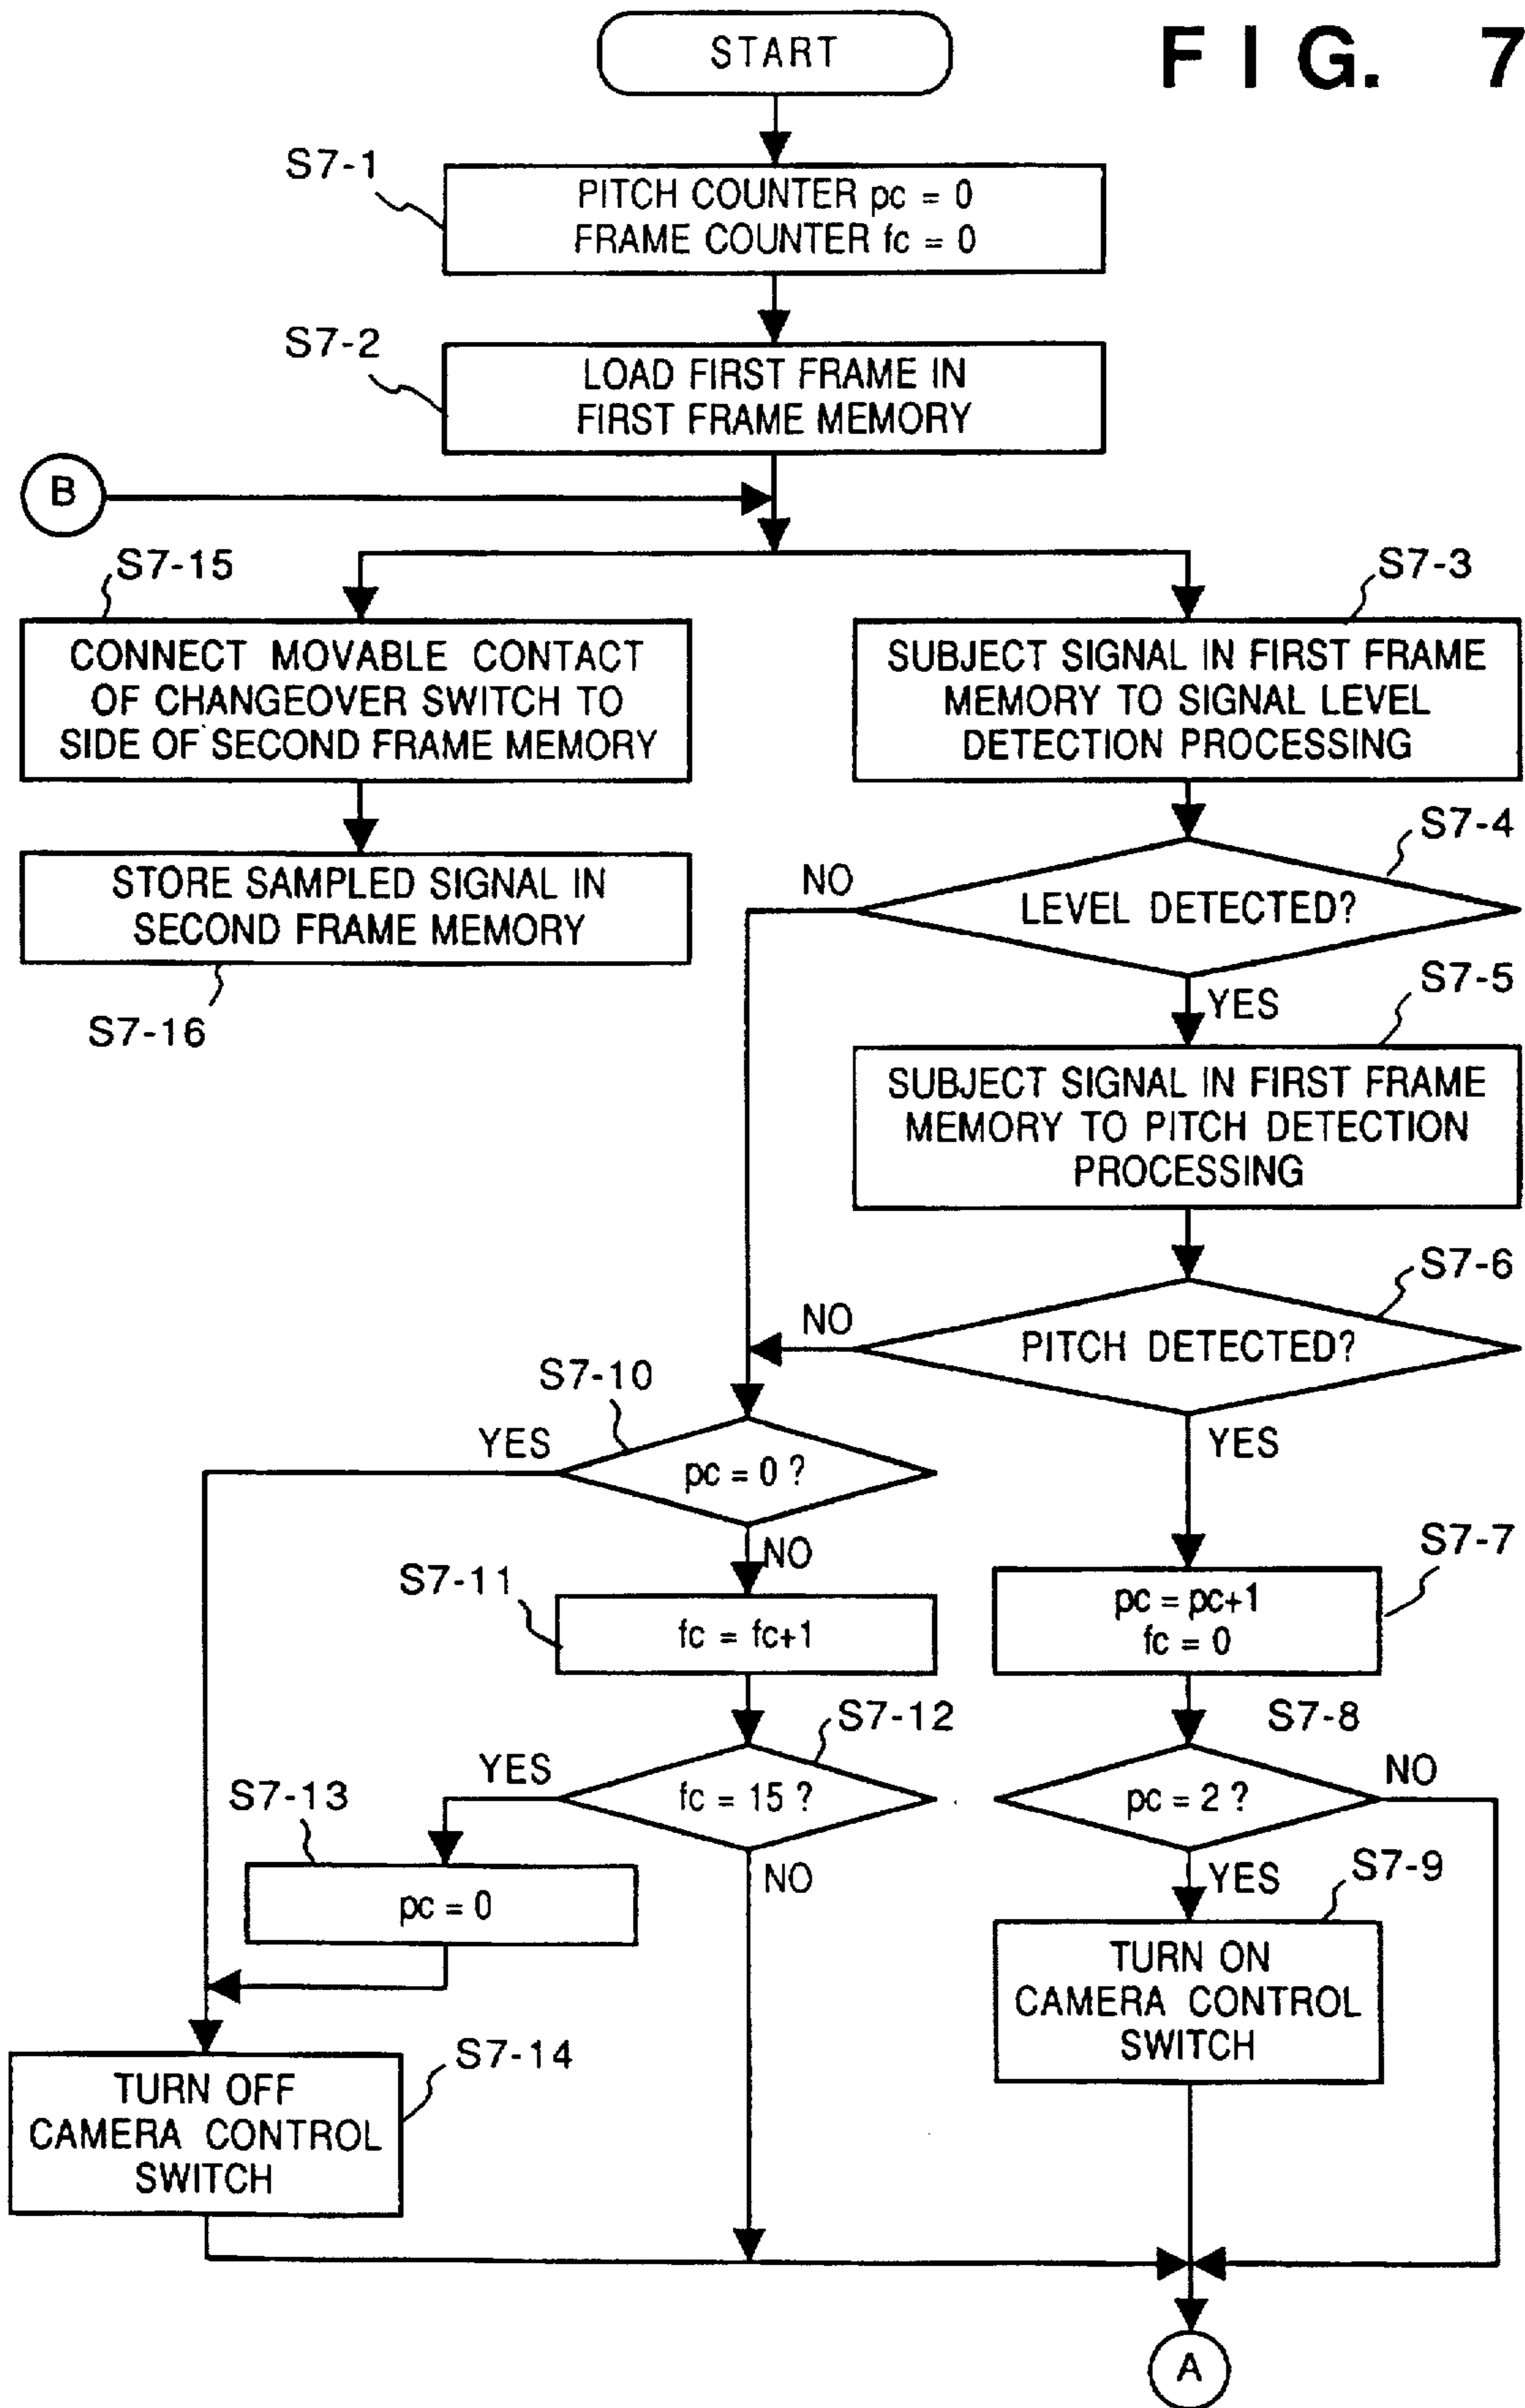 START
FIG. 7
S7-1
PITCH COUNTER pc = 0
FRAME COUNTER fc = 0
S7-2
LOAD FIRST FRAME IN
FIRST FRAME MEMORY
B
S7-15
CONNECT MOVABLE CONTACT
OF CHANGEOVER SWITCH TO
SIDE OF SECOND FRAME MEMORY
S7-3
SUBJECT SIGNAL IN FIRST FRAME
MEMORY TO SIGNAL LEVEL
DETECTION PROCESSING
S7-4
NO
LEVEL DETECTED?
STORE SAMPLED SIGNAL IN
SECOND FRAME MEMORY
S7-16
YES
S7-5
SUBJECT SIGNAL IN FIRST FRAME
MEMORY TO PITCH DETECTION
PROCESSING
S7-6
NO
PITCH DETECTED?
YES
S7-10
YES
pc = 0 ?
NO
S7-11
fc = fc+1
S7-7
pc = pc+1
fc = 0
S7-12
YES
fc = 15 ?
NO
S7-8
pc = 2 ?
NO
YES
S7-13
pc = 0
S7-9
TURN ON
CAMERA CONTROL
SWITCH
S7-14
TURN OFF
CAMERA CONTROL
SWITCH
A